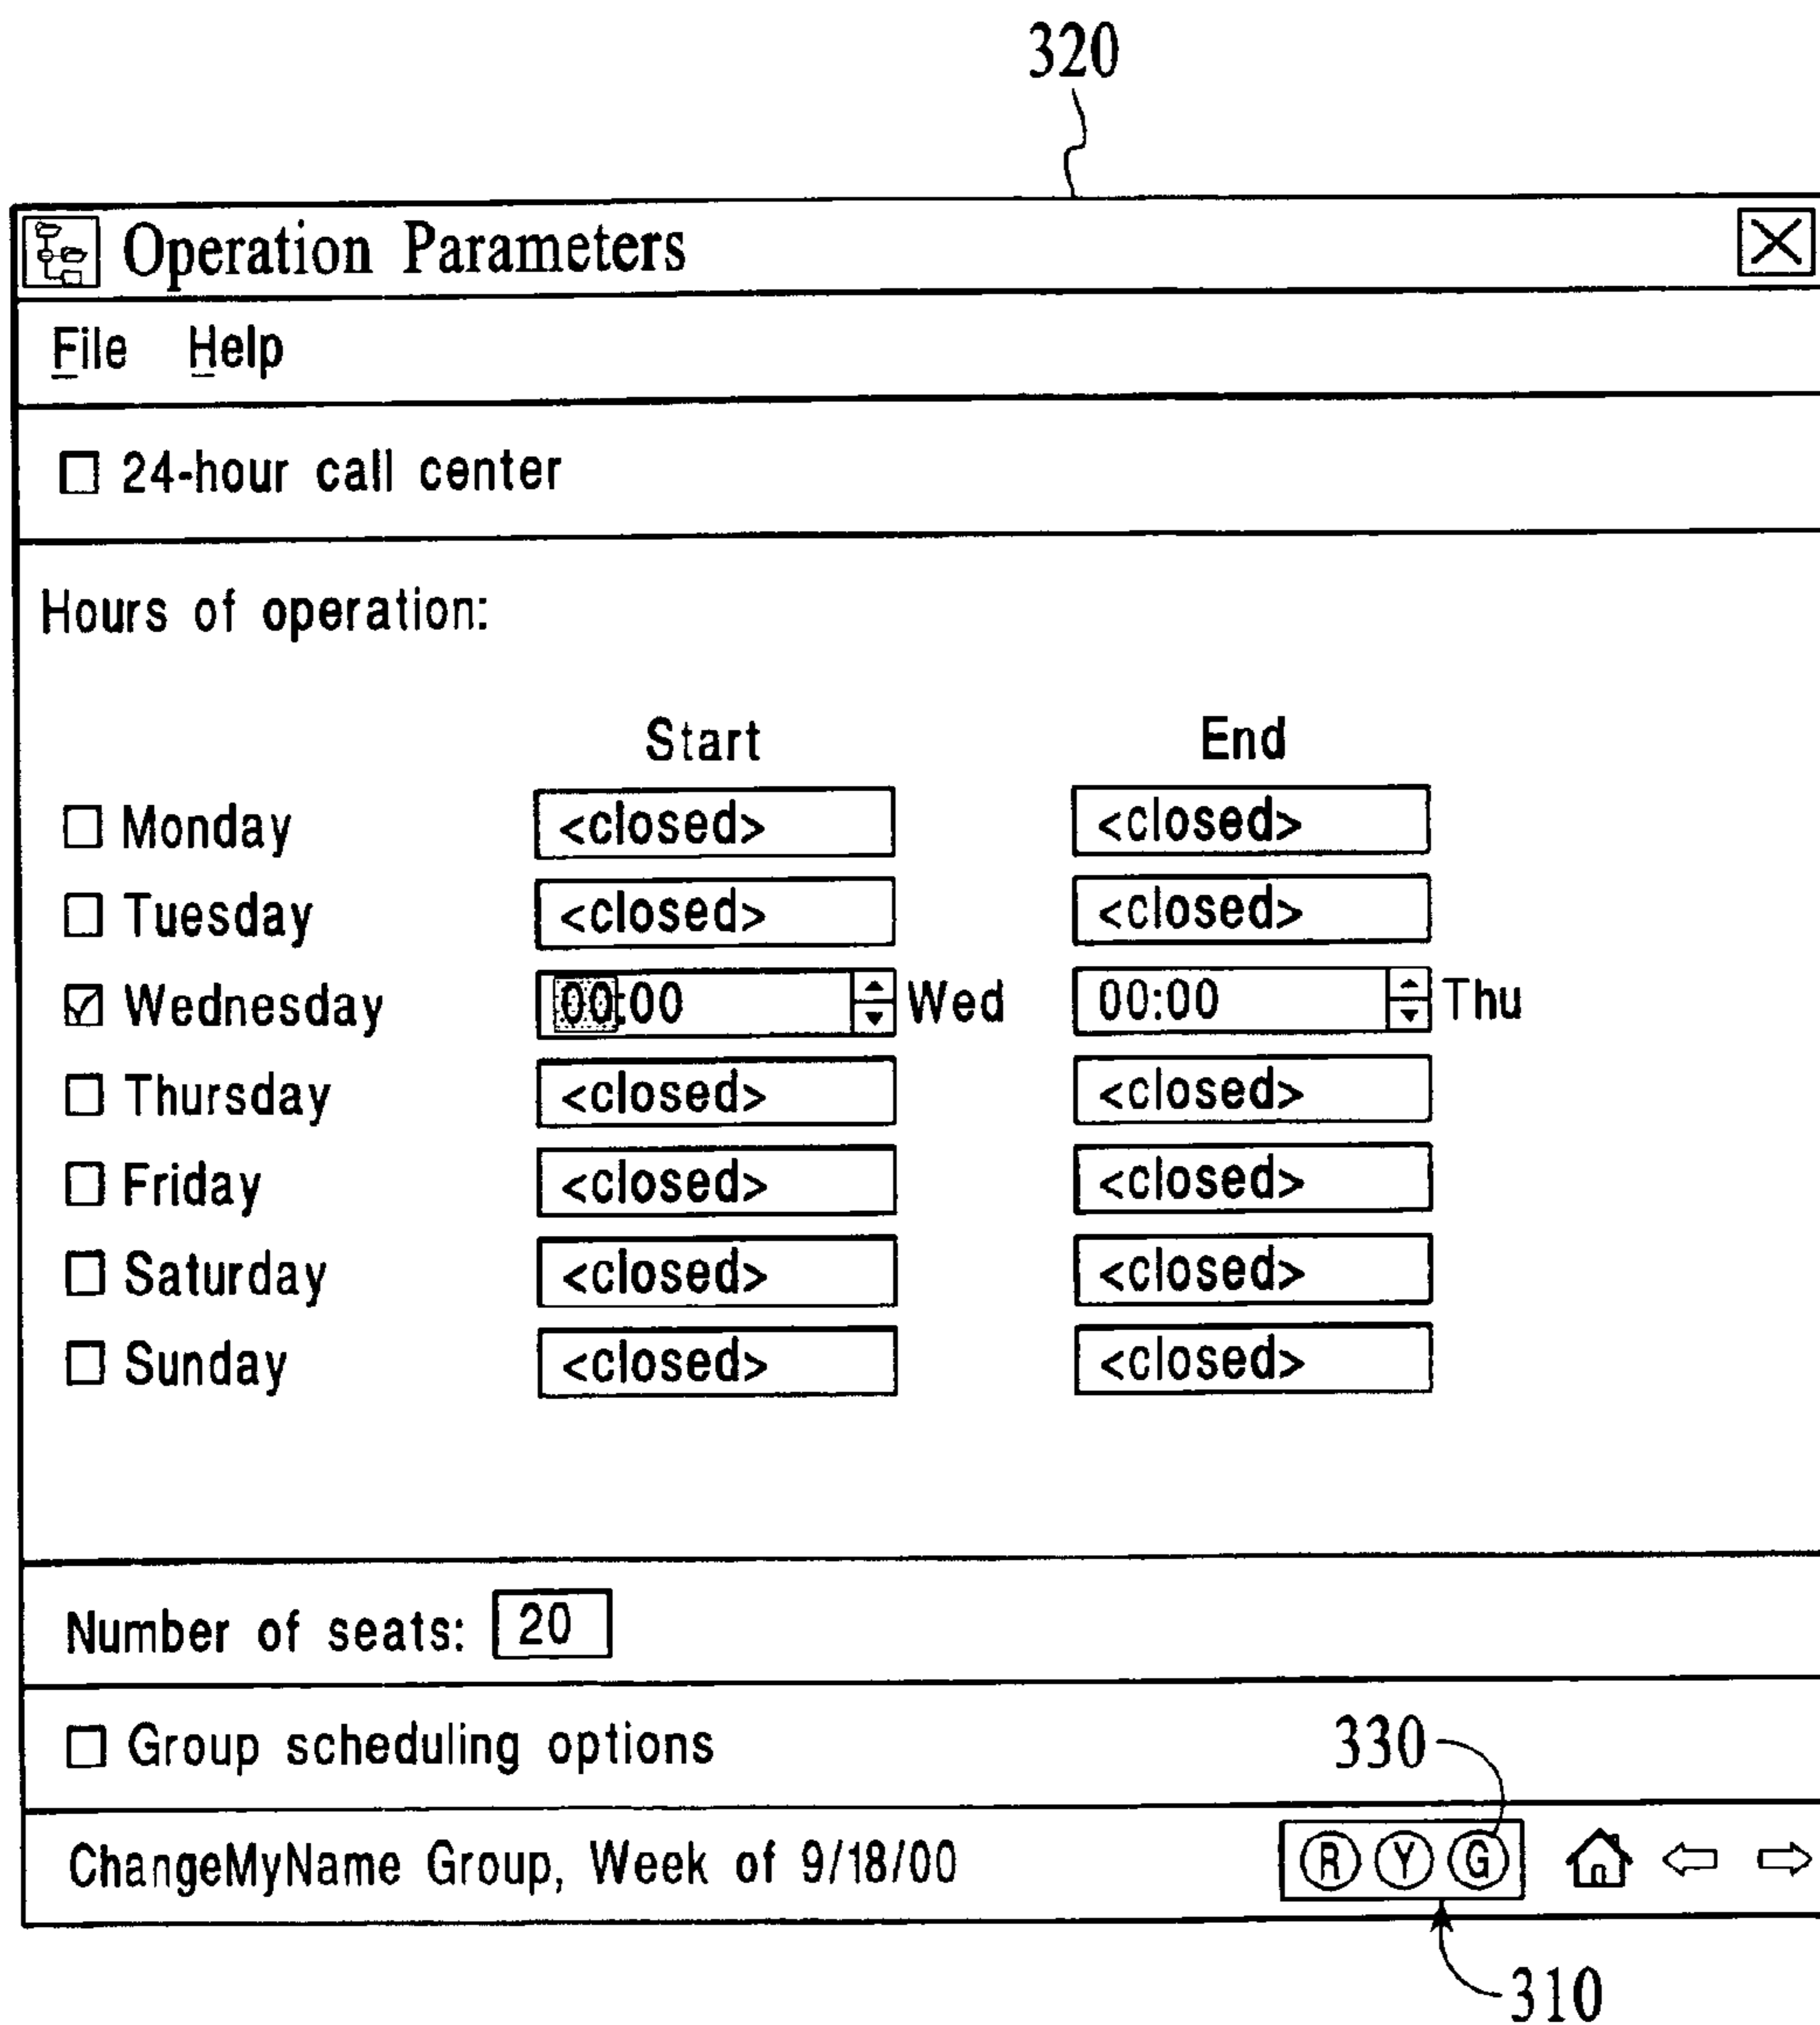 320
Operation Parameters
File Help
24-hour call center
Hours of operation:
Start End
Monday <closed> <closed>
Tuesday <closed> <closed>
Wednesday 00:00 Wed 00:00 Thu
Thursday <closed> <closed>
Friday <closed> <closed>
Saturday <closed> <closed>
Sunday <closed> <closed>
Number of seats: 20
Group scheduling options
330
ChangeMyName Group, Week of 9/18/00 R Y G
310